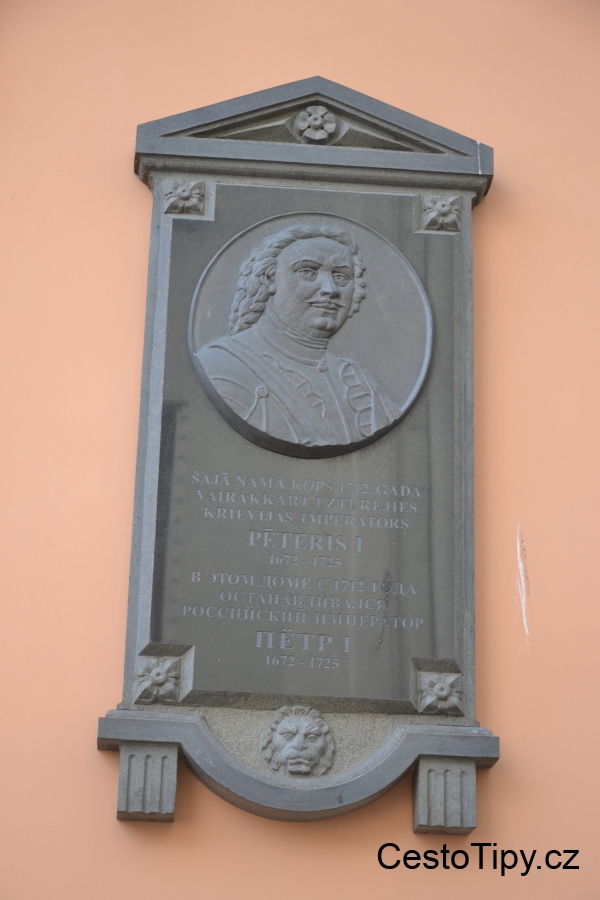 ŠAJĀ NAMĀ KOPŠ 1712. GADA
VAIRĀKKĀRT UZTURĒJIES
KRIEVIJAS IMPERATORS
PĒTERIS I
1672 - 1725
В ЭТОМ ДОМЕ С 1712 ГОДА
ОСТАНАВЛИВАЛСЯ
РОССИЙСКИЙ ИМПЕРАТОР
ПЁТР I
1672 - 1725
CestoTipy.cz